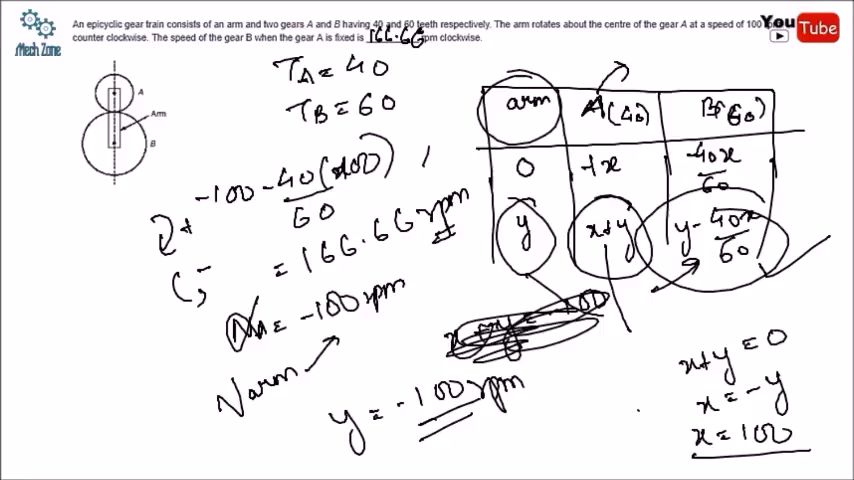 An epicyclic gear train consists of an arm and two gears A and B having 40 and 60 teeth respectively. The arm rotates about the centre of the gear A at a speed of 100
counter clockwise. The speed of the gear B when the gear A is fixed is 166.66 rpm clockwise.
Mech Zone
You Tube
A
Arm
B
TA = 40
TB = 60
arm A(40) B(60)
0 +x -40x/60
y x+y y - 40x/60
-100 - 40(100)/60
= 166.66 rpm
NA = -100 rpm
Narm
y = -100 rpm
x+y = 0
x = -y
x = 100